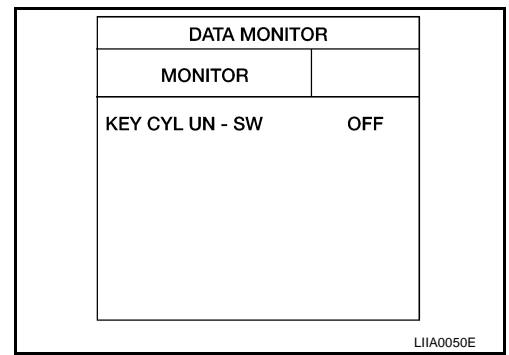 DATA MONITOR
MONITOR
KEY CYL UN - SW OFF
LIIA0050E